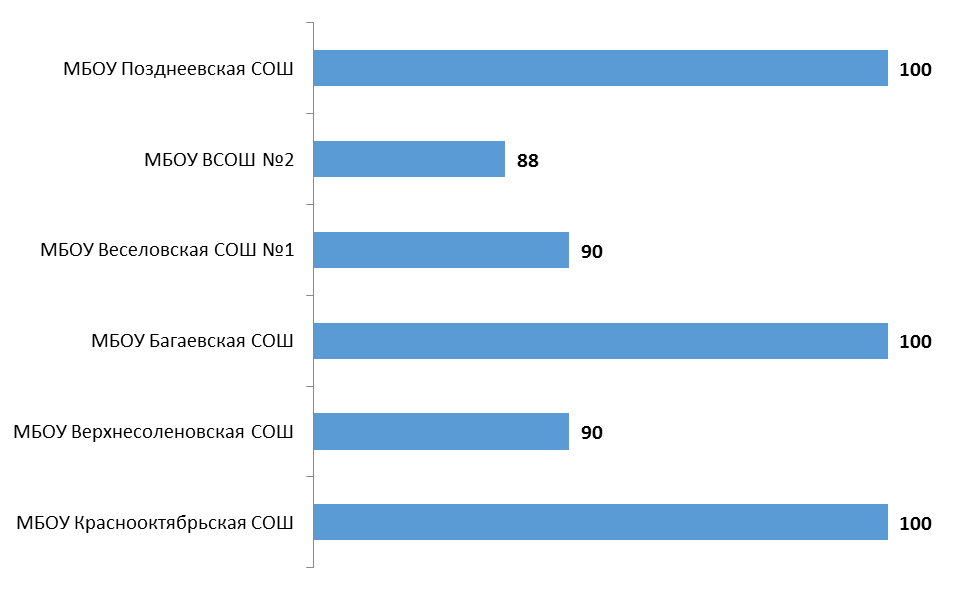 МБОУ Позднеевская СОШ 100
МБОУ ВСОШ №2 88
МБОУ Веселовская СОШ №1 90
МБОУ Багаевская СОШ 100
МБОУ Верхнесоленовская СОШ 90
МБОУ Краснооктябрьская СОШ 100